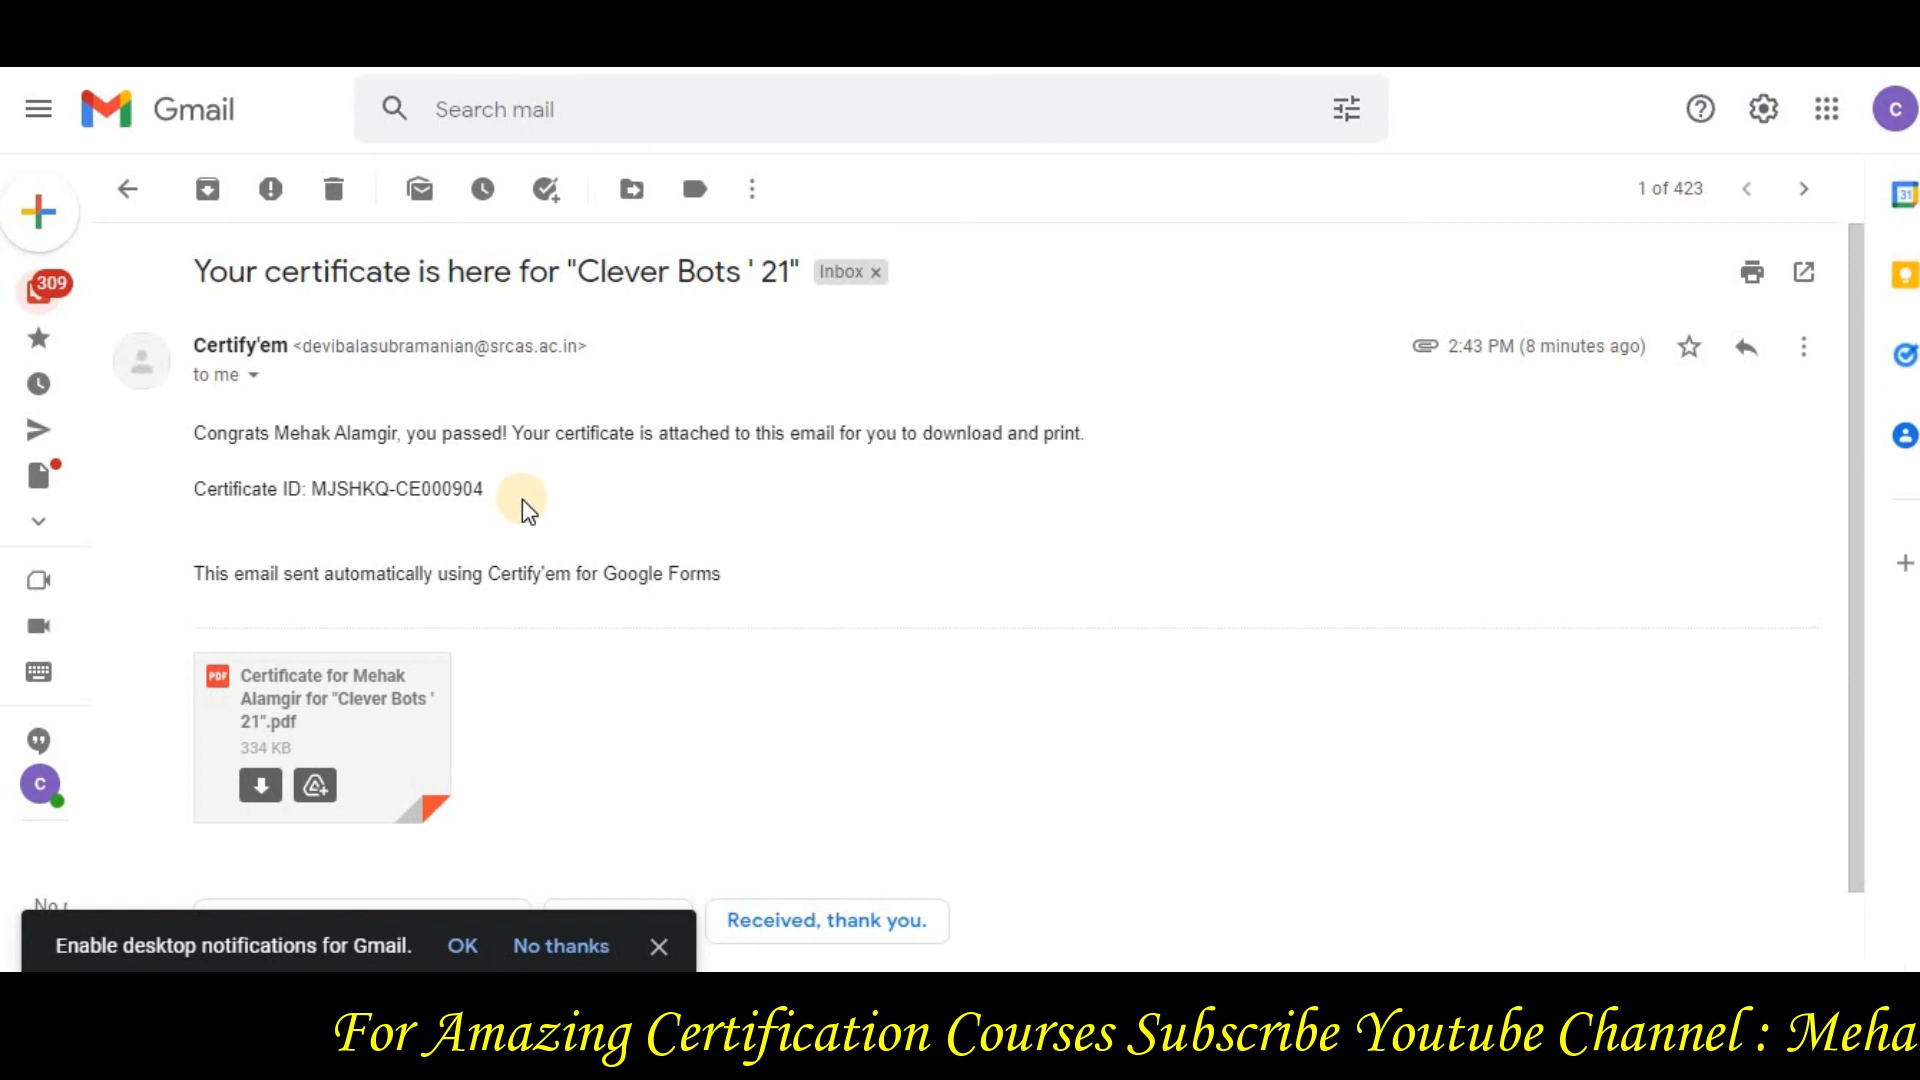 Gmail
Search mail
C
1 of 423
31
309
Your certificate is here for "Clever Bots ' 21"
Inbox x
Certify'em <devibalasubramanian@srcas.ac.in>
2:43 PM (8 minutes ago)
to me
Congrats Mehak Alamgir, you passed! Your certificate is attached to this email for you to download and print.
Certificate ID: MJSHKQ-CE000904
This email sent automatically using Certify'em for Google Forms
PDF
Certificate for Mehak
Alamgir for "Clever Bots '
21".pdf
334 KB
C
Received, thank you.
Enable desktop notifications for Gmail. OK No thanks
For Amazing Certification Courses Subscribe Youtube Channel : Meha